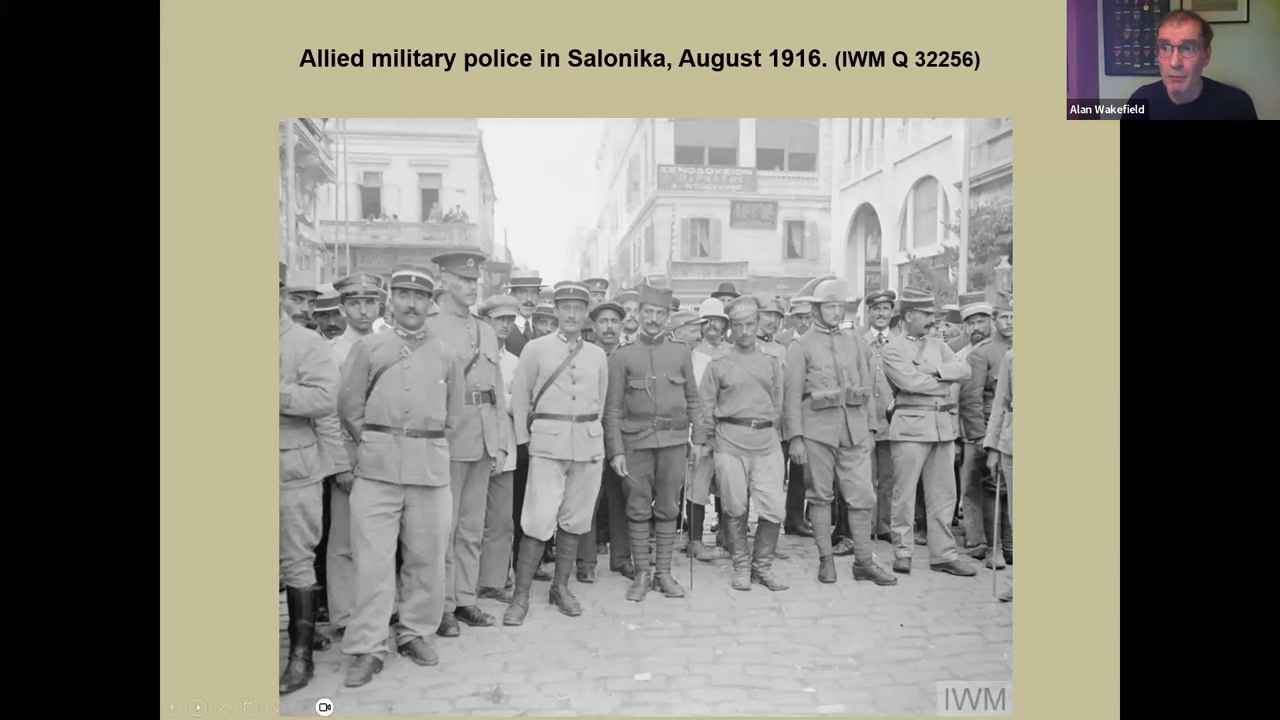 Allied military police in Salonika, August 1916. (IWM Q 32256)
Alan Wakefield
ΞΕΝΟΔΟΧΕΙΟΝ
IWM